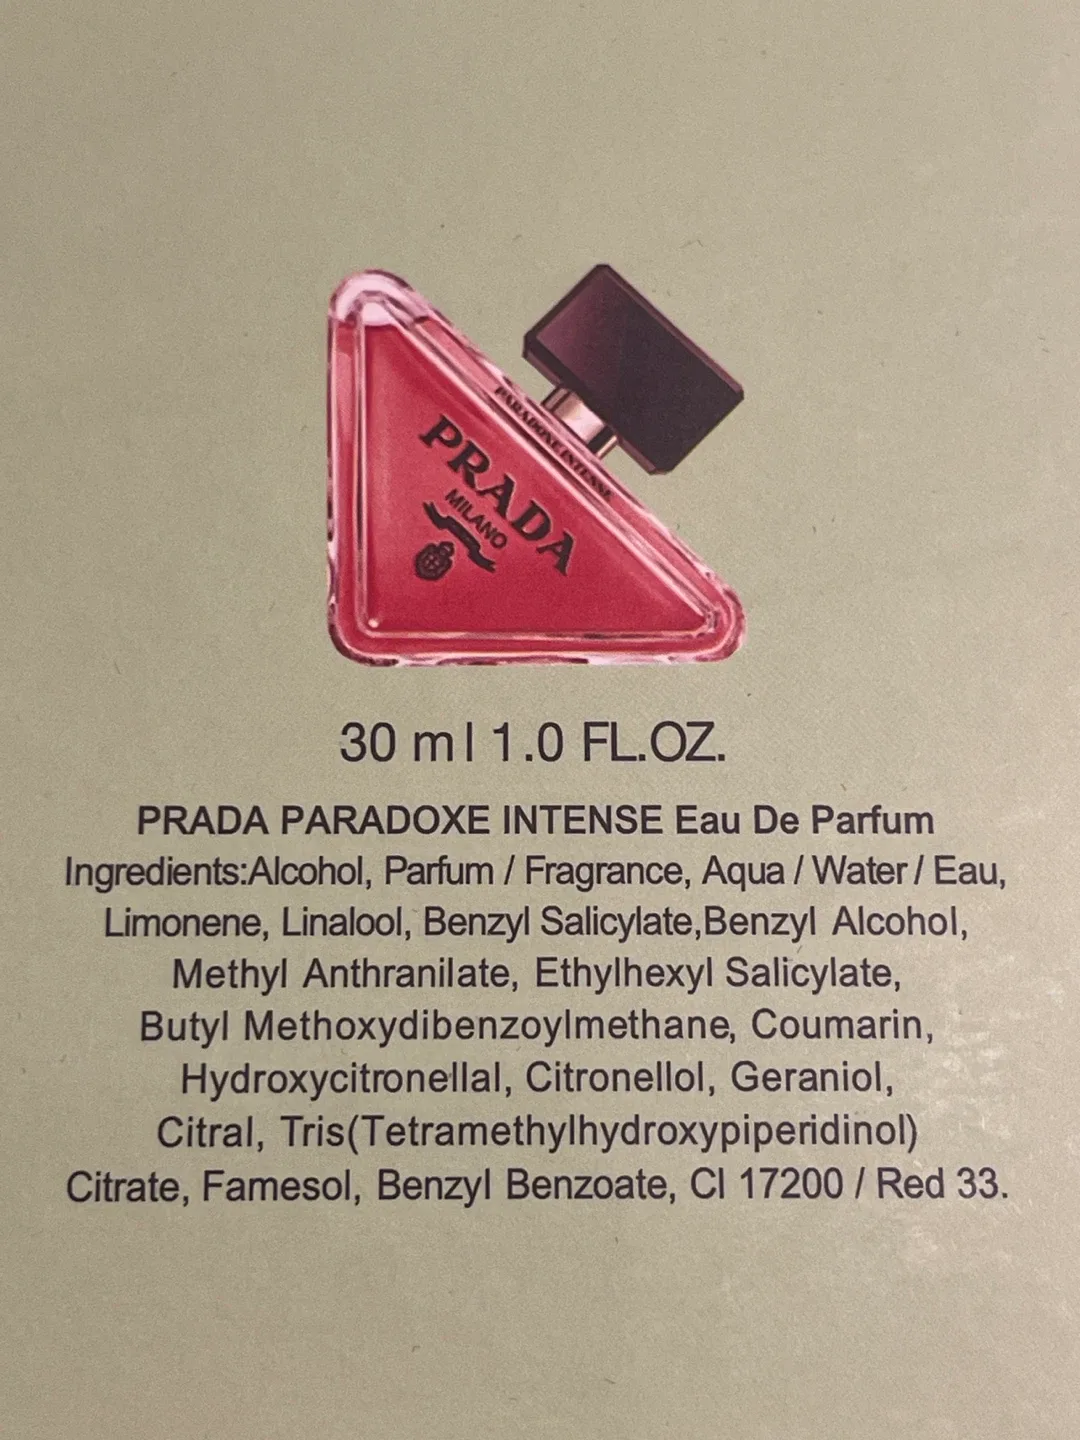 PARADOXE INTENSE
PRADA
MILANO
30 ml 1.0 FL.OZ.
PRADA PARADOXE INTENSE Eau De Parfum
Ingredients:Alcohol, Parfum / Fragrance, Aqua / Water / Eau,
Limonene, Linalool, Benzyl Salicylate,Benzyl Alcohol,
Methyl Anthranilate, Ethylhexyl Salicylate,
Butyl Methoxydibenzoylmethane, Coumarin,
Hydroxycitronellal, Citronellol, Geraniol,
Citral, Tris(Tetramethylhydroxypiperidinol)
Citrate, Famesol, Benzyl Benzoate, CI 17200 / Red 33.